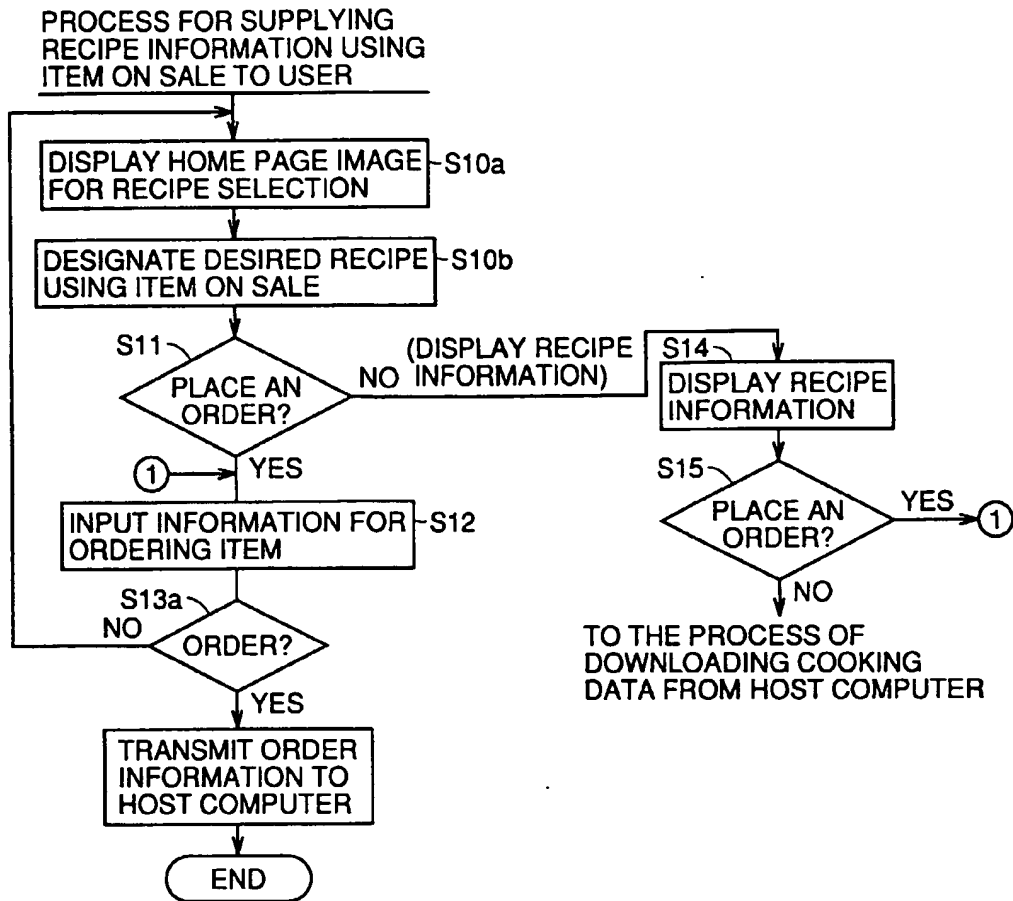 PROCESS FOR SUPPLYING
RECIPE INFORMATION USING
ITEM ON SALE TO USER
DISPLAY HOME PAGE IMAGE
FOR RECIPE SELECTION
S10a
DESIGNATE DESIRED RECIPE
USING ITEM ON SALE
S10b
S11
PLACE AN
ORDER?
NO
(DISPLAY RECIPE
INFORMATION)
S14
DISPLAY RECIPE
INFORMATION
1
YES
S15
PLACE AN
ORDER?
YES
1
INPUT INFORMATION FOR
ORDERING ITEM
S12
NO
TO THE PROCESS OF
DOWNLOADING COOKING
DATA FROM HOST COMPUTER
S13a
NO
ORDER?
YES
TRANSMIT ORDER
INFORMATION TO
HOST COMPUTER
END